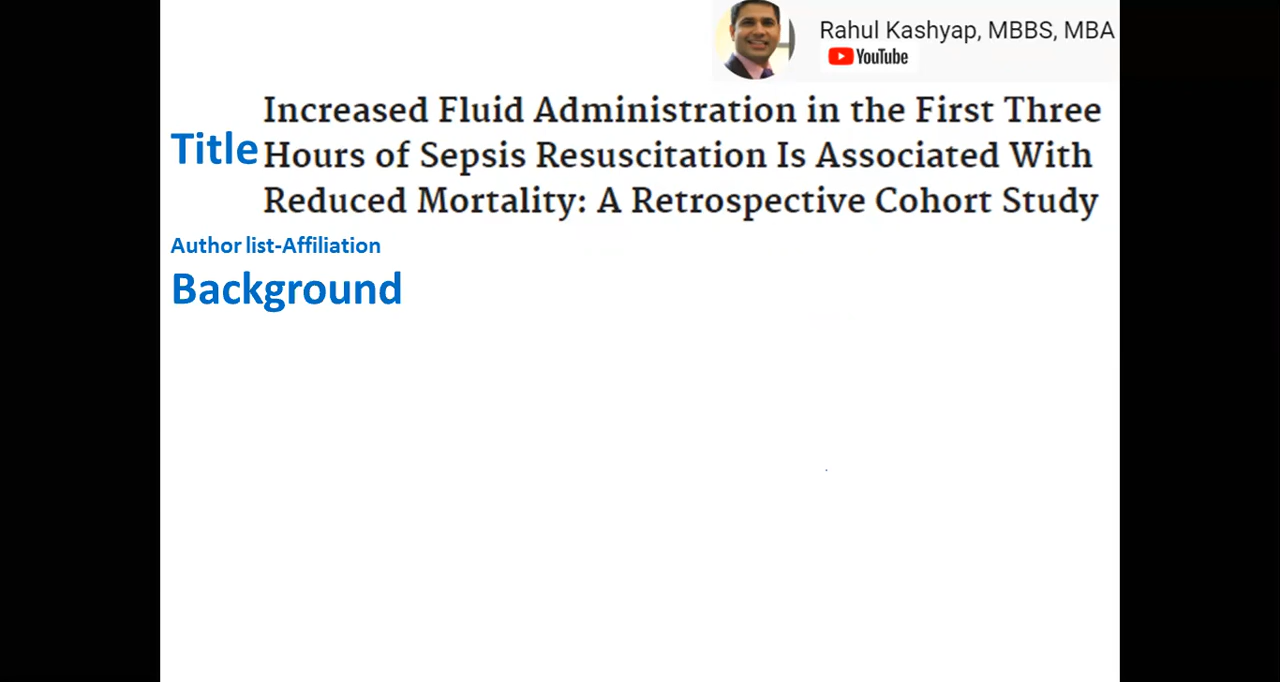 Rahul Kashyap, MBBS, MBA
YouTube
Increased Fluid Administration in the First Three
Title Hours of Sepsis Resuscitation Is Associated With
Reduced Mortality: A Retrospective Cohort Study
Author list-Affiliation
Background